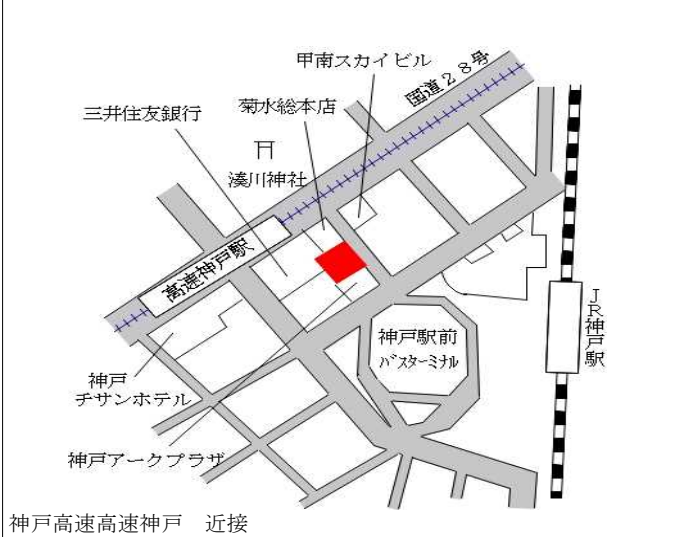 甲南スカイビル
国道28号
三井住友銀行
菊水総本店
湊川神社
高速神戸駅
JR神戸駅
神戸駅前
バスターミナル
神戸
チサンホテル
神戸アークプラザ
神戸高速高速神戸　近接